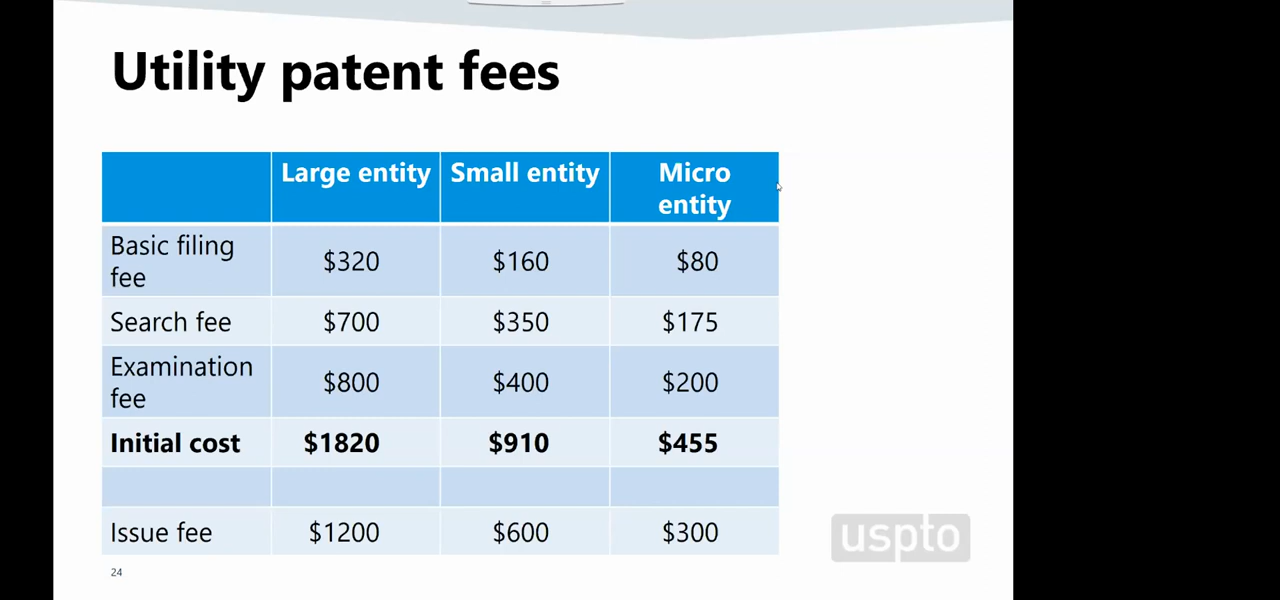 Utility patent fees
Large entity Small entity Micro
entity
Basic filing
fee $320 $160 $80
Search fee $700 $350 $175
Examination
fee $800 $400 $200
Initial cost $1820 $910 $455
Issue fee $1200 $600 $300
uspto
24